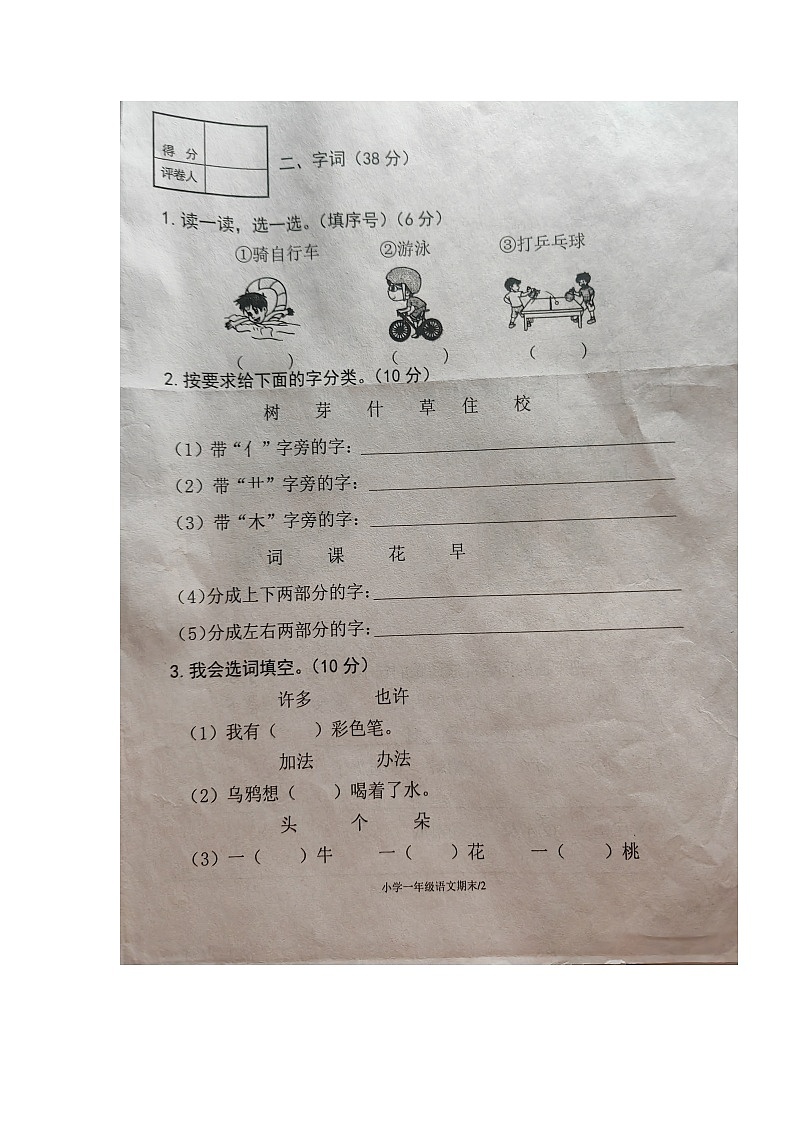 得 分
评卷人
二、字词（38 分）
1.读一读，选一选。（填序号）（6 分）
①骑自行车 ②游泳 ③打乒乓球
（ ） （ ） （ ）
2.按要求给下面的字分类。（10 分）
树 芽 什 草 住 校
（1）带“亻”字旁的字：
（2）带“艹”字旁的字：
（3）带“木”字旁的字：
词 课 花 早
（4）分成上下两部分的字：
（5）分成左右两部分的字：
3.我会选词填空。（10 分）
许多 也许
（1）我有（ ）彩色笔。
加法 办法
（2）乌鸦想（ ）喝着了水。
头 个 朵
（3）一（ ）牛 一（ ）花 一（ ）桃
小学一年级语文期末/2